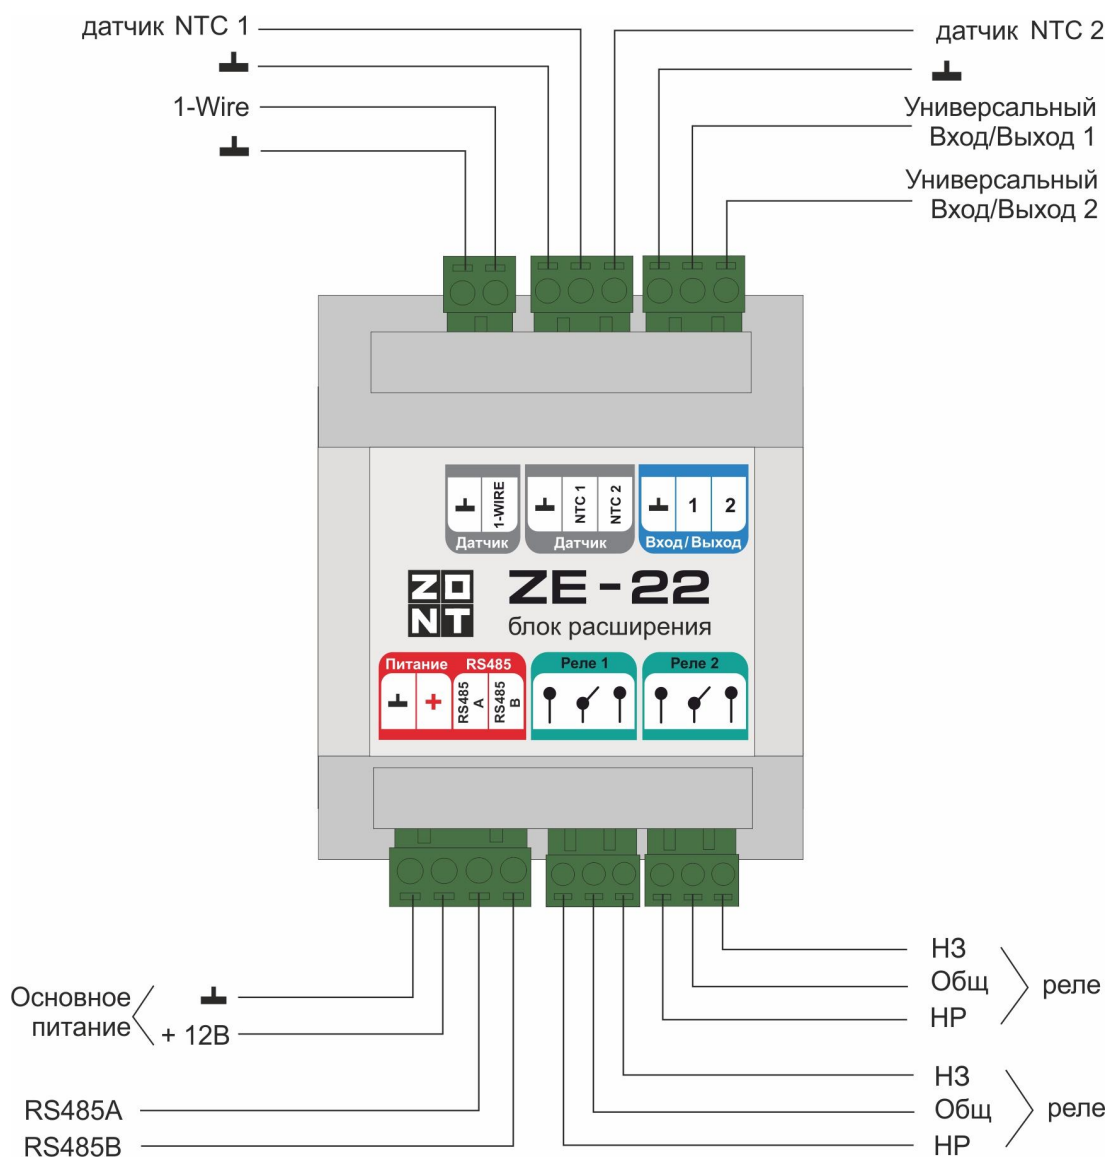 датчик NTC 1
1-Wire
датчик NTC 2
Универсальный
Вход/Выход 1
Универсальный
Вход/Выход 2
1-WIRE
Датчик
NTC 1
NTC 2
Датчик
1
2
Вход/Выход
ZONT
ZE-22
блок расширения
Питание
RS485
+
RS485
A
RS485
B
Реле 1
Реле 2
Основное
питание
+ 12В
RS485A
RS485B
НЗ
Общ
НР
реле
НЗ
Общ
НР
реле